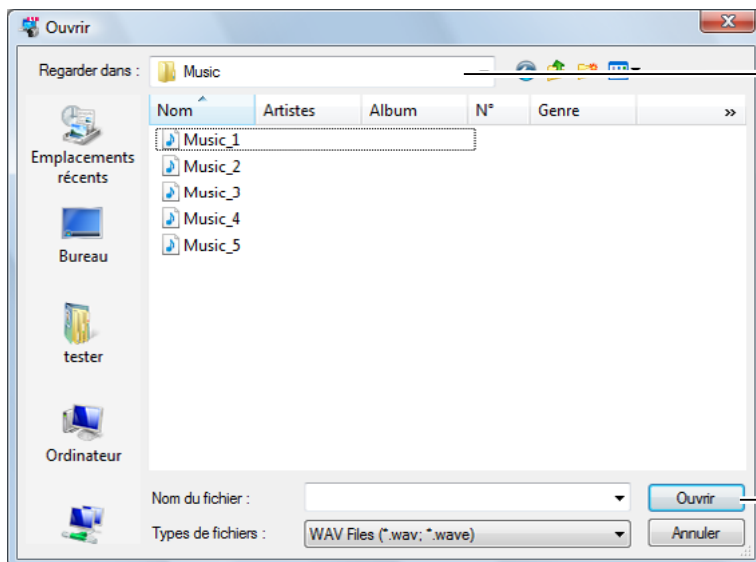 Ouvrir
Regarder dans : Music
Nom Artistes Album N° Genre »
Music_1
Music_2
Music_3
Music_4
Music_5
Emplacements
récents
Bureau
tester
Ordinateur
Nom du fichier : Ouvrir
Types de fichiers : WAV Files (*.wav; *.wave) Annuler